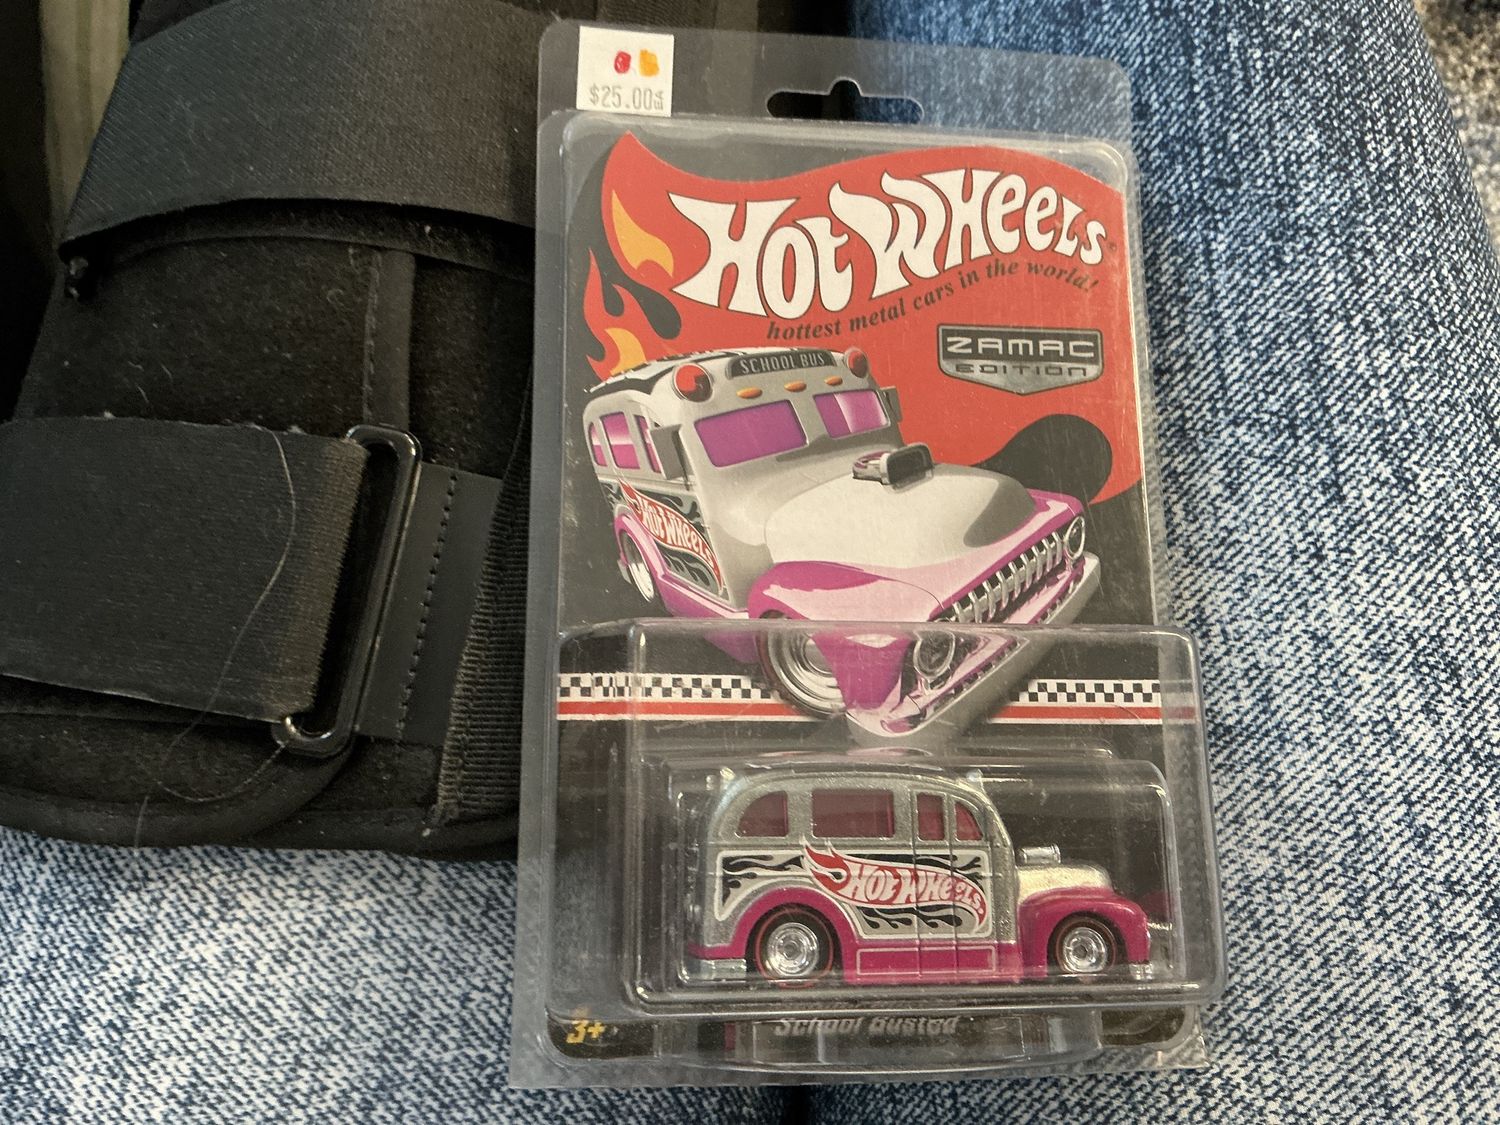 $25.00
HOT WHEELS®
hottest metal cars in the world!
ZAMAC
EDITION
SCHOOL BUS
HOT WHEELS
HOT WHEELS
3+
School Busted